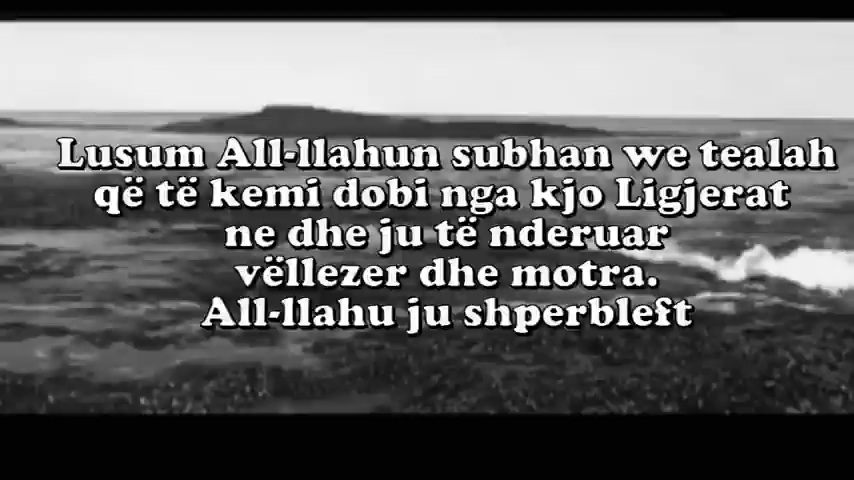 Lusum All-llahun subhan we tealah
që të kemi dobi nga kjo Ligjerat
ne dhe ju të nderuar
vëllezer dhe motra.
All-llahu ju shperbleft